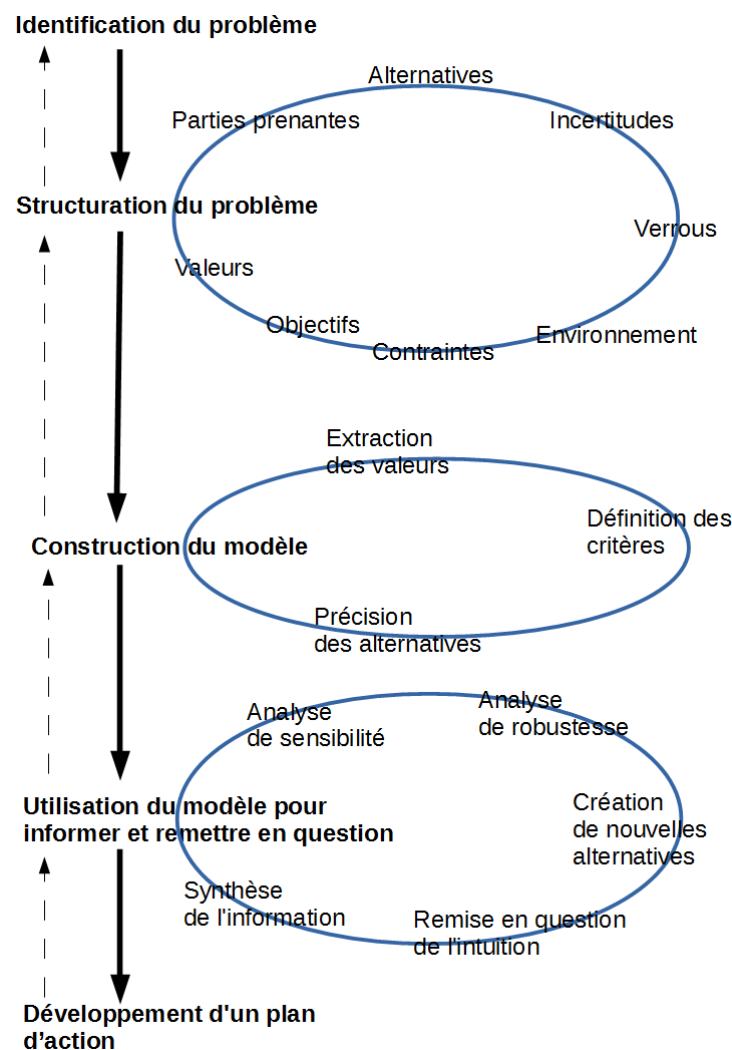 Identification du problème
Alternatives
Parties prenantes
Incertitudes
Structuration du problème
Verrous
Valeurs
Objectifs
Contraintes
Environnement
Extraction
des valeurs
Définition des
critères
Construction du modèle
Précision
des alternatives
Analyse
de sensibilité
Analyse
de robustesse
Utilisation du modèle pour
informer et remettre en question
Création
de nouvelles
alternatives
Synthèse
de l'information
Remise en question
de l'intuition
Développement d'un plan
d’action